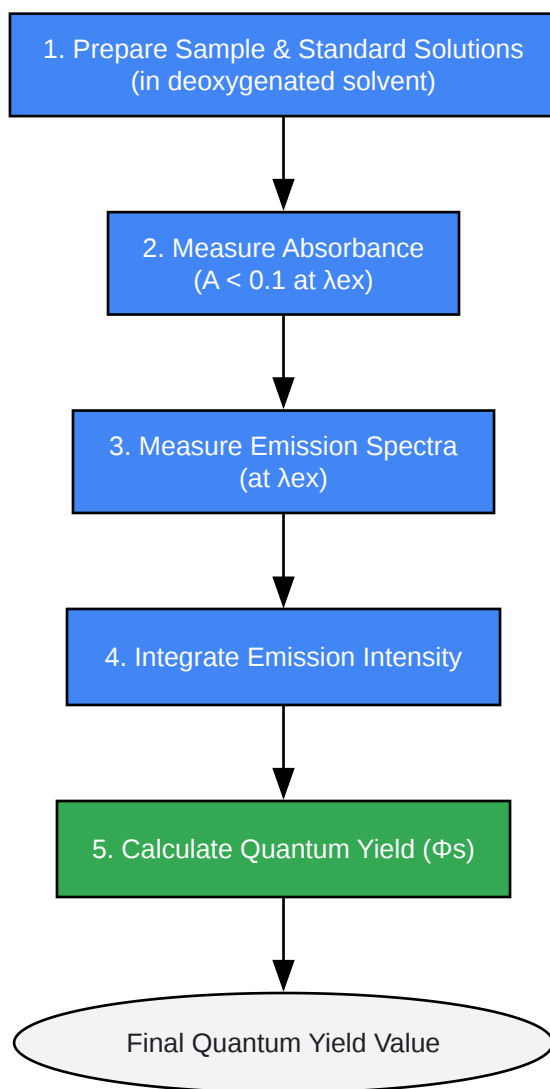 1. Prepare Sample & Standard Solutions
(in deoxygenated solvent)
2. Measure Absorbance
(A < 0.1 at λex)
3. Measure Emission Spectra
(at λex)
4. Integrate Emission Intensity
5. Calculate Quantum Yield (Φs)
Final Quantum Yield Value